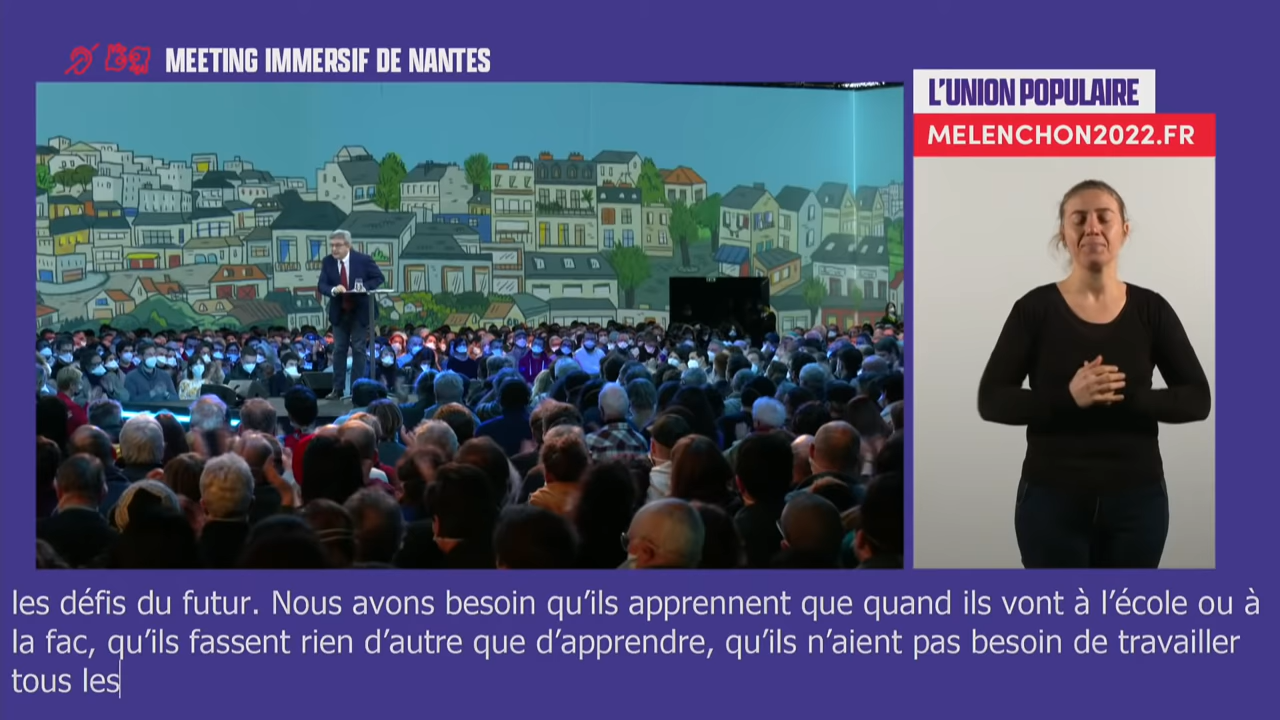 MEETING IMMERSIF DE NANTES
L'UNION POPULAIRE
MELENCHON2022.FR
les défis du futur. Nous avons besoin qu'ils apprennent que quand ils vont à l'école ou à
la fac, qu'ils fassent rien d'autre que d'apprendre, qu'ils n'aient pas besoin de travailler
tous les